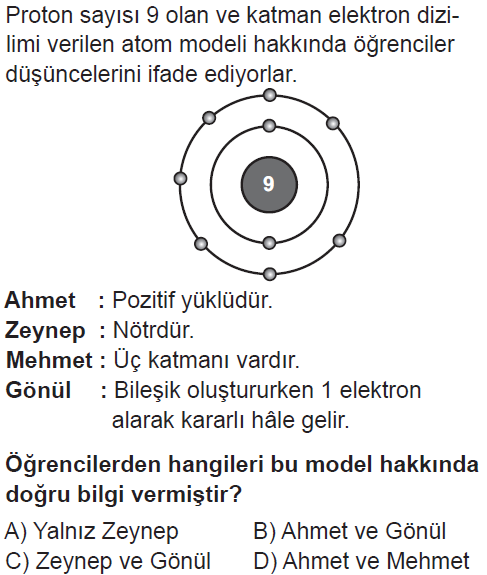 Proton sayısı 9 olan ve katman elektron dizi-
limi verilen atom modeli hakkında öğrenciler
düşüncelerini ifade ediyorlar.
9
Ahmet : Pozitif yüklüdür.
Zeynep : Nötrdür.
Mehmet : Üç katmanı vardır.
Gönül : Bileşik oluştururken 1 elektron
alarak kararlı hâle gelir.
Öğrencilerden hangileri bu model hakkında
doğru bilgi vermiştir?
A) Yalnız Zeynep B) Ahmet ve Gönül
C) Zeynep ve Gönül D) Ahmet ve Mehmet